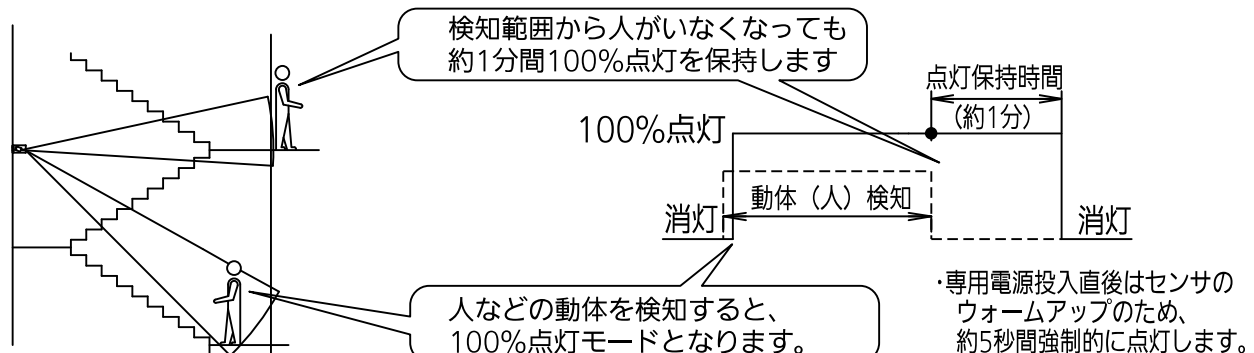 検知範囲から人がいなくなっても
約1分間100%点灯を保持します
点灯保持時間
(約1分)
100%点灯
動体（人）検知
消灯
消灯
人などの動体を検知すると、
100%点灯モードとなります。
・専用電源投入直後はセンサの
ウォームアップのため、
約5秒間強制的に点灯します。